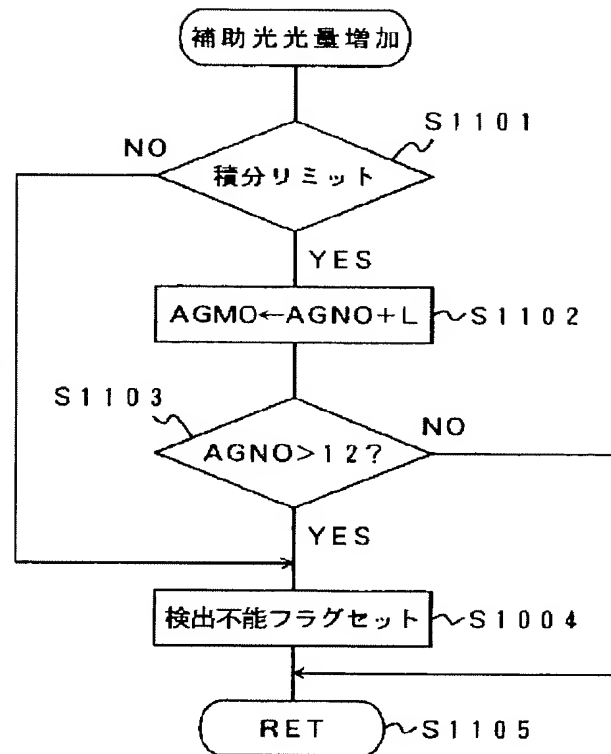 補助光光量増加
S1101
NO
積分リミット
YES
AGMO←AGNO+L
S1102
S1103
NO
AGNO>12?
YES
検出不能フラグセット
S1004
RET
S1105